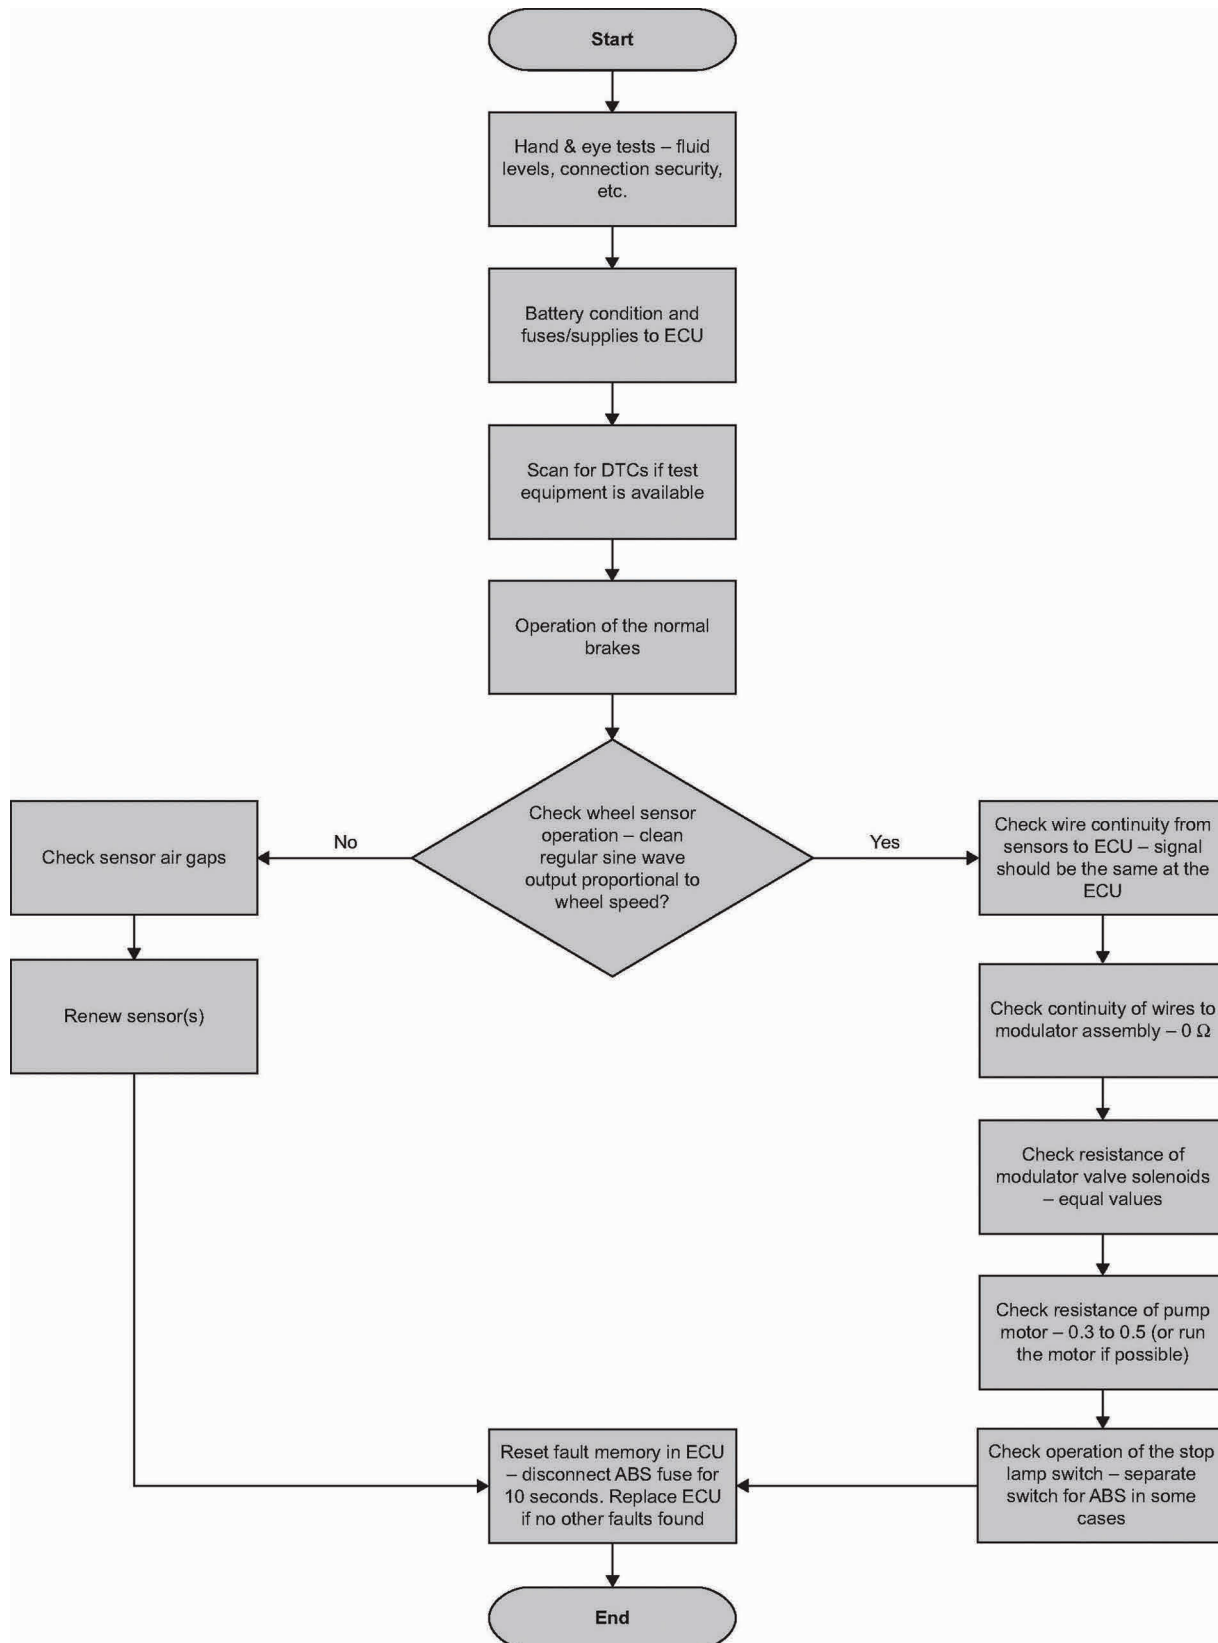 Start
Hand & eye tests – fluid
levels, connection security,
etc.
Battery condition and
fuses/supplies to ECU
Scan for DTCs if test
equipment is available
Operation of the normal
brakes
Check wheel sensor
operation – clean
regular sine wave
output proportional to
wheel speed?
No
Check sensor air gaps
Renew sensor(s)
Yes
Check wire continuity from
sensors to ECU – signal
should be the same at the
ECU
Check continuity of wires to
modulator assembly – 0 Ω
Check resistance of
modulator valve solenoids
– equal values
Check resistance of pump
motor – 0.3 to 0.5 (or run
the motor if possible)
Check operation of the stop
lamp switch – separate
switch for ABS in some
cases
Reset fault memory in ECU
– disconnect ABS fuse for
10 seconds. Replace ECU
if no other faults found
End